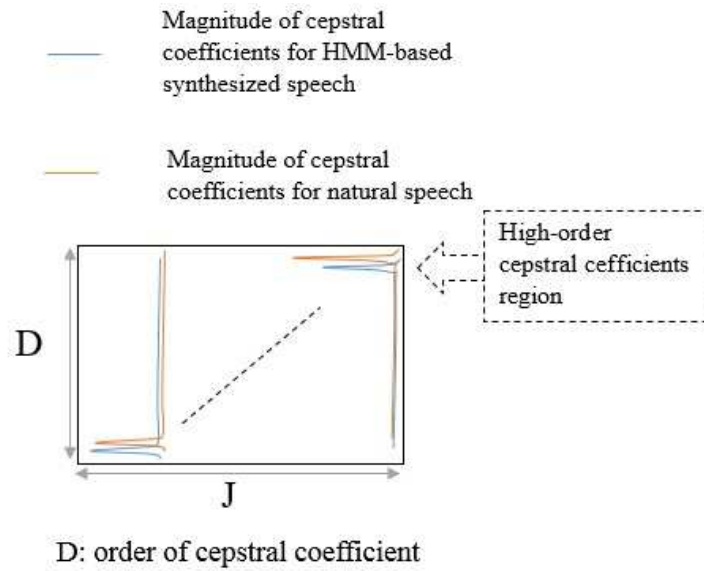 Magnitude of cepstral
coefficients for HMM-based
synthesized speech
Magnitude of cepstral
coefficients for natural speech
High-order
cepstral cefficients
region
D
J
D: order of cepstral coefficient